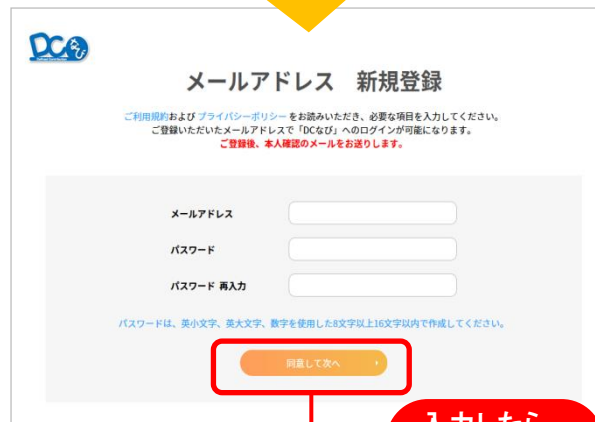 DCなび
メールアドレス　新規登録
ご利用規約および プライバシーポリシー をお読みいただき、必要な項目を入力してください。
ご登録いただいたメールアドレスで「DCなび」へのログインが可能になります。
ご登録後、本人確認のメールをお送りします。
メールアドレス
パスワード
パスワード 再入力
パスワードは、英小文字、英大文字、数字を使用した8文字以上16文字以内で作成してください。
同意して次へ
入力したら